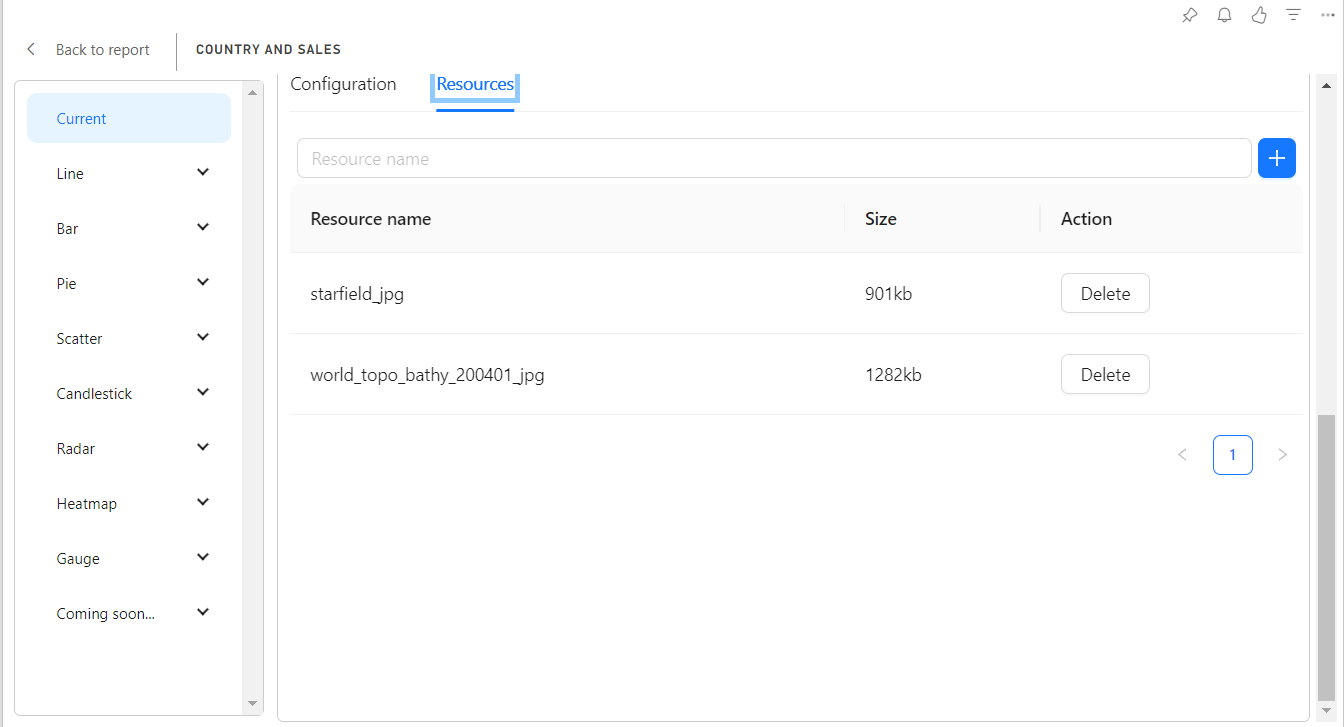 Back to report
COUNTRY AND SALES
Current
Line
Bar
Pie
Scatter
Candlestick
Radar
Heatmap
Gauge
Coming soon...
Configuration Resources
Resource name
Resource name Size Action
starfield_jpg 901kb Delete
world_topo_bathy_200401_jpg 1282kb Delete
1